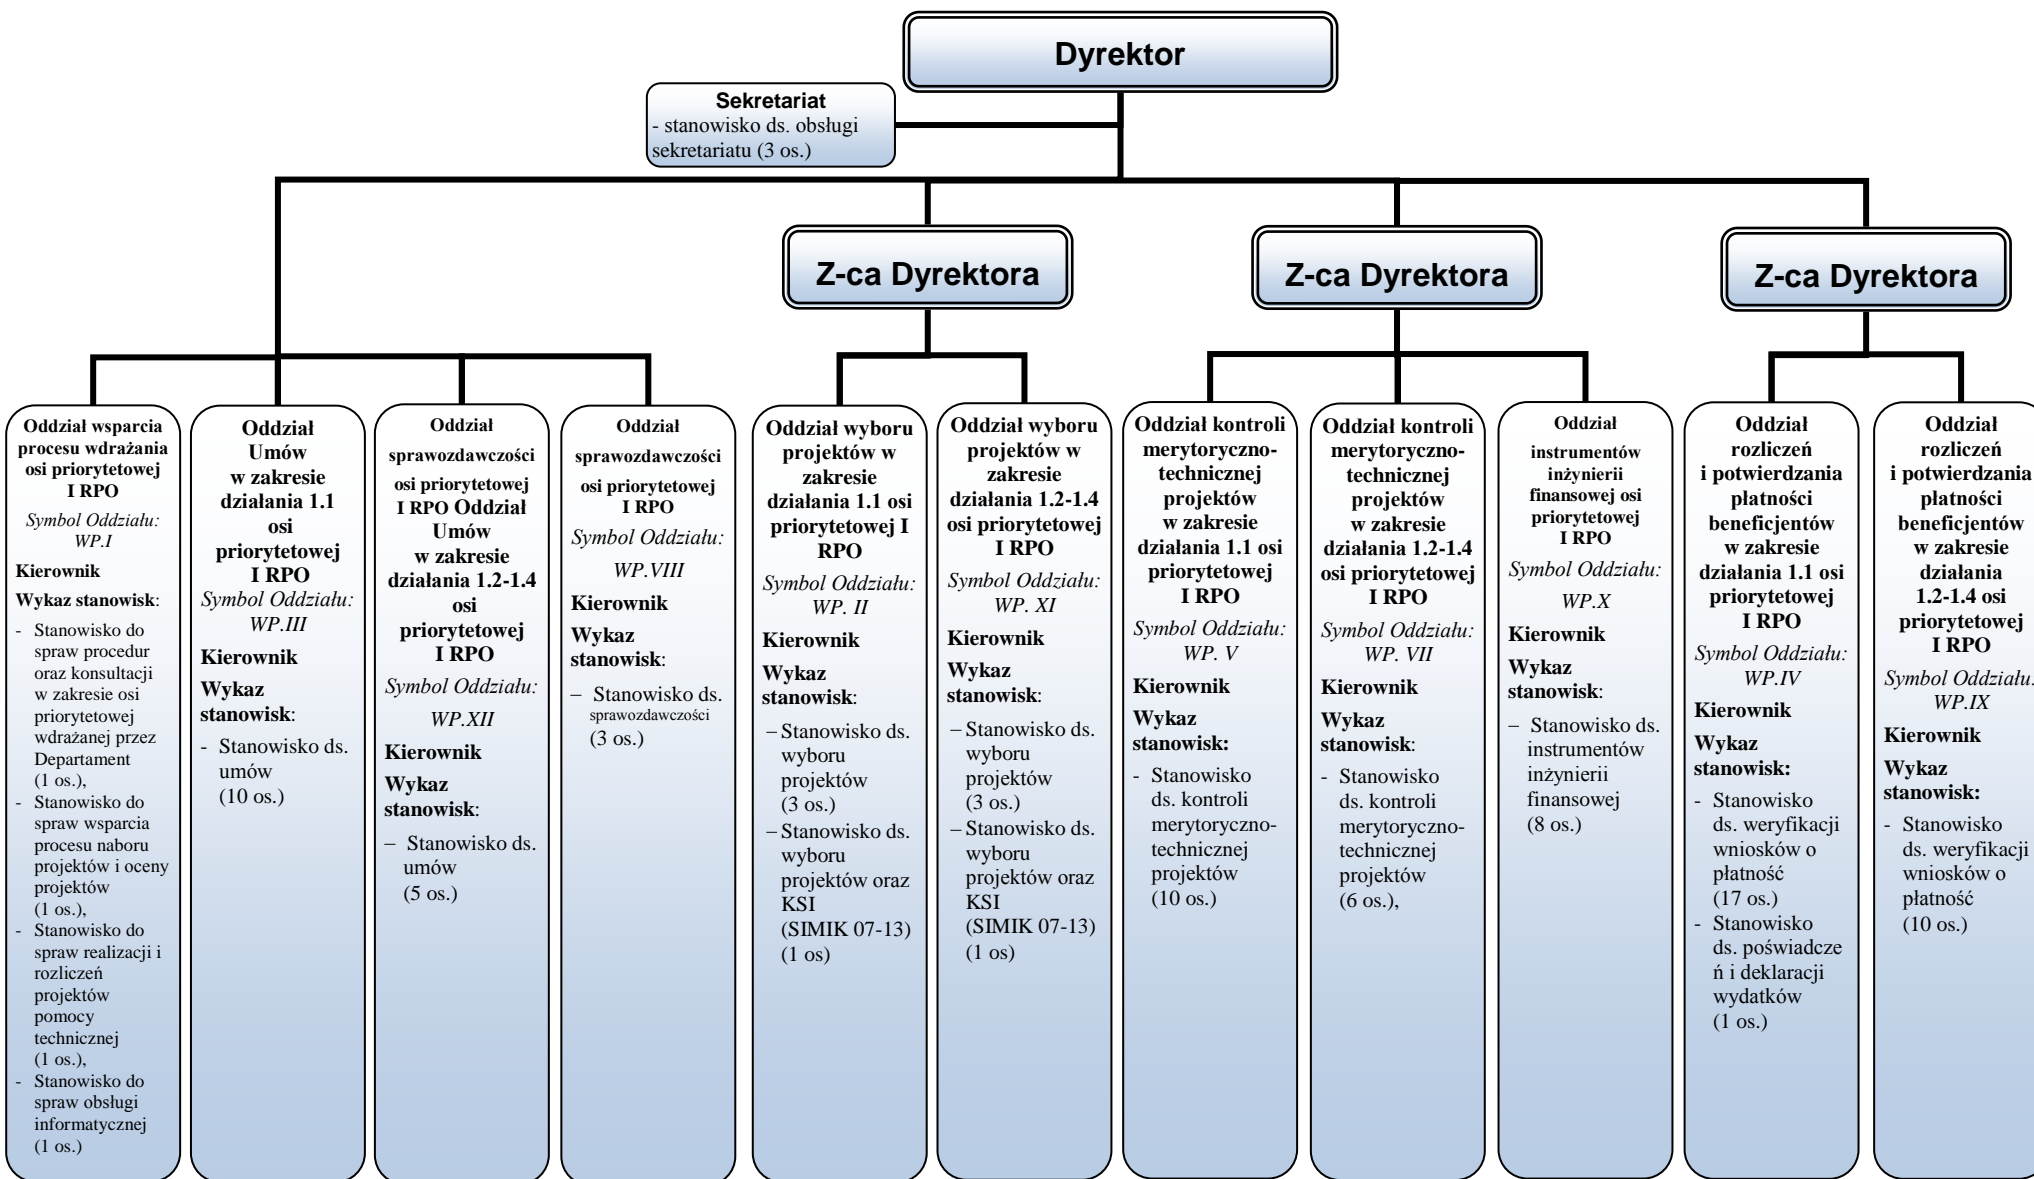 Dyrektor
Sekretariat
- stanowisko ds. obsługi
sekretariatu (3 os.)
Z-ca Dyrektora
Z-ca Dyrektora
Z-ca Dyrektora
Oddział wsparcia
procesu wdrażania
osi priorytetowej
I RPO
Symbol Oddziału:
WP.I
Kierownik
Wykaz stanowisk:
- Stanowisko do
spraw procedur
oraz konsultacji
w zakresie osi
priorytetowej
wdrażanej przez
Departament
(1 os.),
- Stanowisko do
spraw wsparcia
procesu naboru
projektów i oceny
projektów
(1 os.),
- Stanowisko do
spraw realizacji i
rozliczeń
projektów
pomocy
technicznej
(1 os.),
- Stanowisko do
spraw obsługi
informatycznej
(1 os.)
Oddział
Umów
w zakresie
działania 1.1
osi
priorytetowej
I RPO
Symbol Oddziału:
WP.III
Kierownik
Wykaz
stanowisk:
- Stanowisko ds.
umów
(10 os.)
Oddział
sprawozdawczości
osi priorytetowej
I RPO Oddział
Umów
w zakresie
działania 1.2-1.4
osi
priorytetowej
I RPO
Symbol Oddziału:
WP.XII
Kierownik
Wykaz
stanowisk:
– Stanowisko ds.
umów
(5 os.)
Oddział
sprawozdawczości
osi priorytetowej
I RPO
Symbol Oddziału:
WP.VIII
Kierownik
Wykaz
stanowisk:
– Stanowisko ds.
sprawozdawczości
(3 os.)
Oddział wyboru
projektów w
zakresie
działania 1.1 osi
priorytetowej I
RPO
Symbol Oddziału:
WP. II
Kierownik
Wykaz
stanowisk:
– Stanowisko ds.
wyboru
projektów
(3 os.)
– Stanowisko ds.
wyboru
projektów oraz
KSI
(SIMIK 07-13)
(1 os)
Oddział wyboru
projektów w
zakresie
działania 1.2-1.4
osi priorytetowej
I RPO
Symbol Oddziału:
WP. XI
Kierownik
Wykaz
stanowisk:
– Stanowisko ds.
wyboru
projektów
(3 os.)
– Stanowisko ds.
wyboru
projektów oraz
KSI
(SIMIK 07-13)
(1 os)
Oddział kontroli
merytoryczno-
technicznej
projektów
w zakresie
działania 1.1 osi
priorytetowej
I RPO
Symbol Oddziału:
WP. V
Kierownik
Wykaz
stanowisk:
- Stanowisko
ds. kontroli
merytoryczno-
technicznej
projektów
(10 os.)
Oddział kontroli
merytoryczno-
technicznej
projektów
w zakresie
działania 1.2-1.4
osi priorytetowej
I RPO
Symbol Oddziału:
WP. VII
Kierownik
Wykaz
stanowisk:
- Stanowisko
ds. kontroli
merytoryczno-
technicznej
projektów
(6 os.),
Oddział
instrumentów
inżynierii
finansowej osi
priorytetowej
I RPO
Symbol Oddziału:
WP.X
Kierownik
Wykaz
stanowisk:
– Stanowisko ds.
instrumentów
inżynierii
finansowej
(8 os.)
Oddział
rozliczeń
i potwierdzania
płatności
beneficjentów
w zakresie
działania 1.1 osi
priorytetowej
I RPO
Symbol Oddziału:
WP.IV
Kierownik
Wykaz
stanowisk:
- Stanowisko
ds. weryfikacji
wniosków o
płatność
(17 os.)
- Stanowisko
ds. poświadcze
ń i deklaracji
wydatków
(1 os.)
Oddział
rozliczeń
i potwierdzania
płatności
beneficjentów
w zakresie
działania
1.2-1.4 osi
priorytetowej
I RPO
Symbol Oddziału:
WP.IX
Kierownik
Wykaz
stanowisk:
- Stanowisko
ds. weryfikacji
wniosków o
płatność
(10 os.)